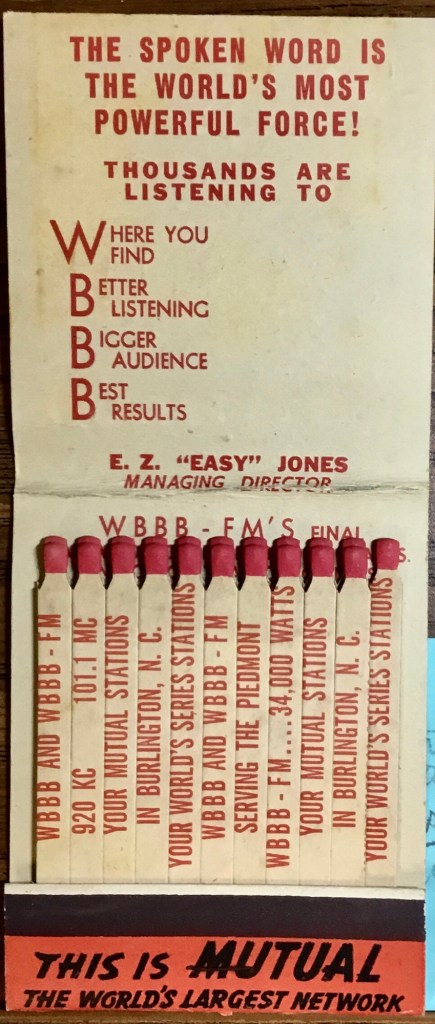 THE SPOKEN WORD IS
THE WORLD'S MOST
POWERFUL FORCE!
THOUSANDS ARE
LISTENING TO
WHERE YOU
FIND
BETTER
LISTENING
BIGGER
AUDIENCE
BEST
RESULTS
E. Z. "EASY" JONES
MANAGING DIRECTOR
WBBB - FM'S FINAL
WBBB AND WBBB - FM
920 KC 101.1 MC
YOUR MUTUAL STATIONS
IN BURLINGTON, N. C.
YOUR WORLD'S SERIES STATIONS
WBBB AND WBBB - FM
SERVING THE PIEDMONT
WBBB - FM.... 34,000 WATTS
YOUR MUTUAL STATIONS
IN BURLINGTON, N. C.
YOUR WORLD'S SERIES STATIONS
THIS IS MUTUAL
THE WORLD'S LARGEST NETWORK